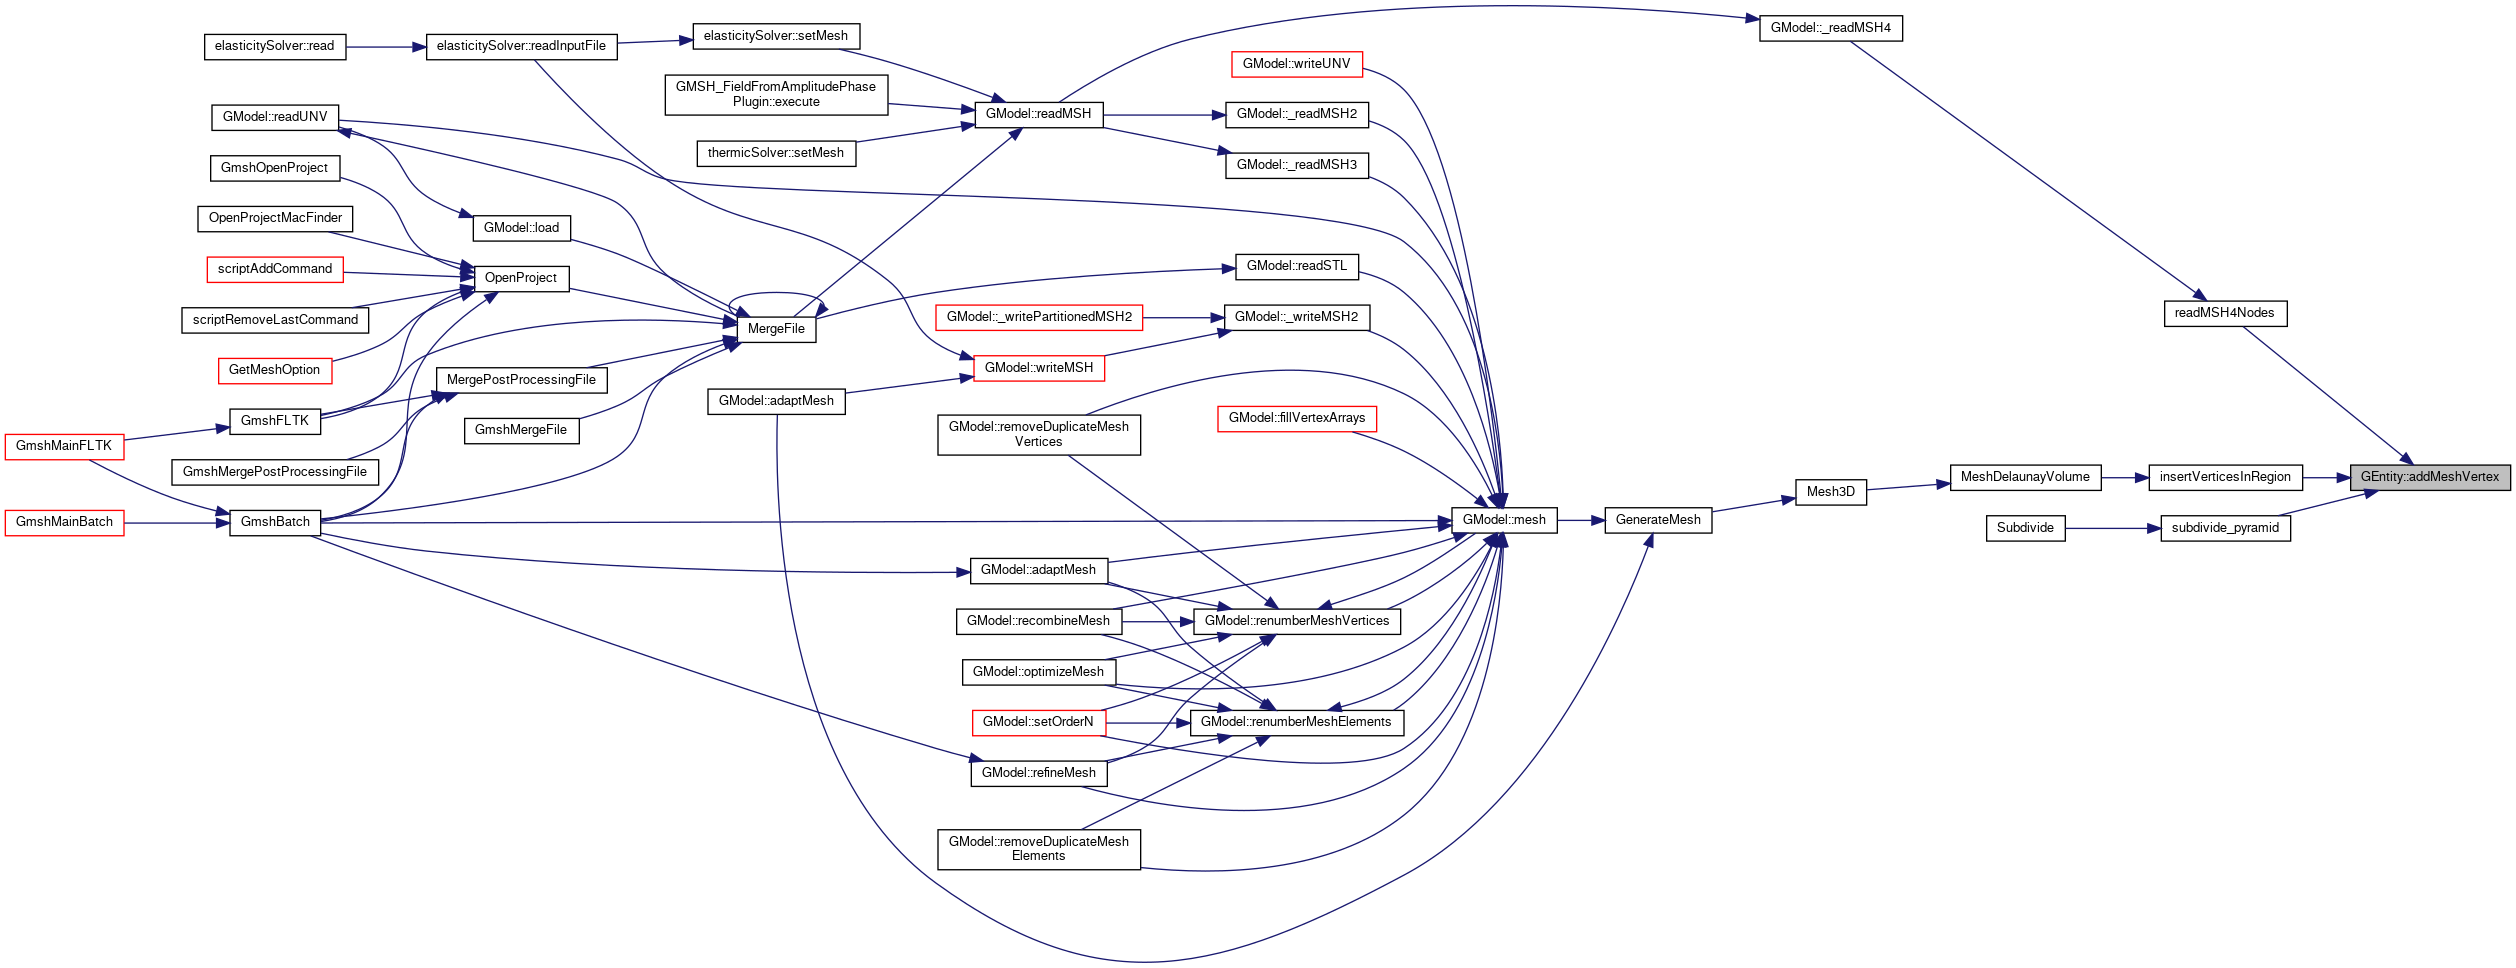 elasticitySolver::read
elasticitySolver::readInputFile
elasticitySolver::setMesh
GModel::_readMSH4
GModel::writeUNV
GMSH_FieldFromAmplitudePhase
Plugin::execute
GModel::readUNV
GModel::readMSH
GModel::_readMSH2
thermicSolver::setMesh
GModel::_readMSH3
GmshOpenProject
OpenProjectMacFinder
GModel::load
scriptAddCommand
OpenProject
GModel::readSTL
scriptRemoveLastCommand
MergeFile
GModel::_writePartitionedMSH2
GModel::_writeMSH2
readMSH4Nodes
GetMeshOption
MergePostProcessingFile
GModel::writeMSH
GModel::adaptMesh
GmshFLTK
GmshMergeFile
GModel::removeDuplicateMesh
Vertices
GModel::fillVertexArrays
GmshMainFLTK
GmshMergePostProcessingFile
MeshDelaunayVolume
insertVerticesInRegion
GEntity::addMeshVertex
Mesh3D
GmshMainBatch
GmshBatch
GModel::mesh
GenerateMesh
Subdivide
subdivide_pyramid
GModel::adaptMesh
GModel::recombineMesh
GModel::renumberMeshVertices
GModel::optimizeMesh
GModel::setOrderN
GModel::renumberMeshElements
GModel::refineMesh
GModel::removeDuplicateMesh
Elements